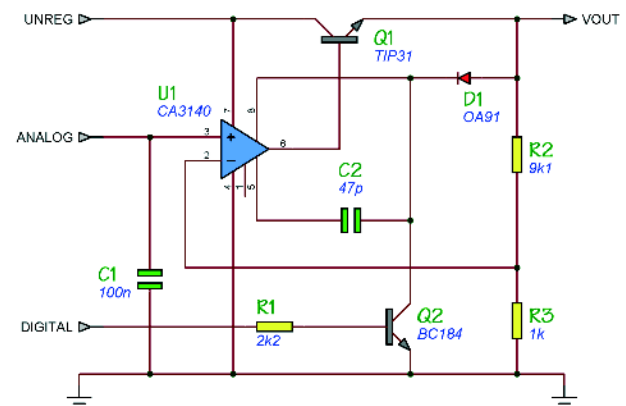 UNREG
VOUT
Q1
TIP31
U1
CA3140
7
8
D1
OA91
ANALOG
3
2
6
4
1
5
C2
47p
R2
9k1
C1
100n
R1
2k2
DIGITAL
Q2
BC184
R3
1k